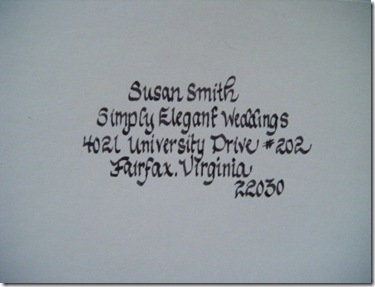 Susan Smith
Simply Elegant Weddings
4021 University Drive #202
Fairfax, Virginia
22030